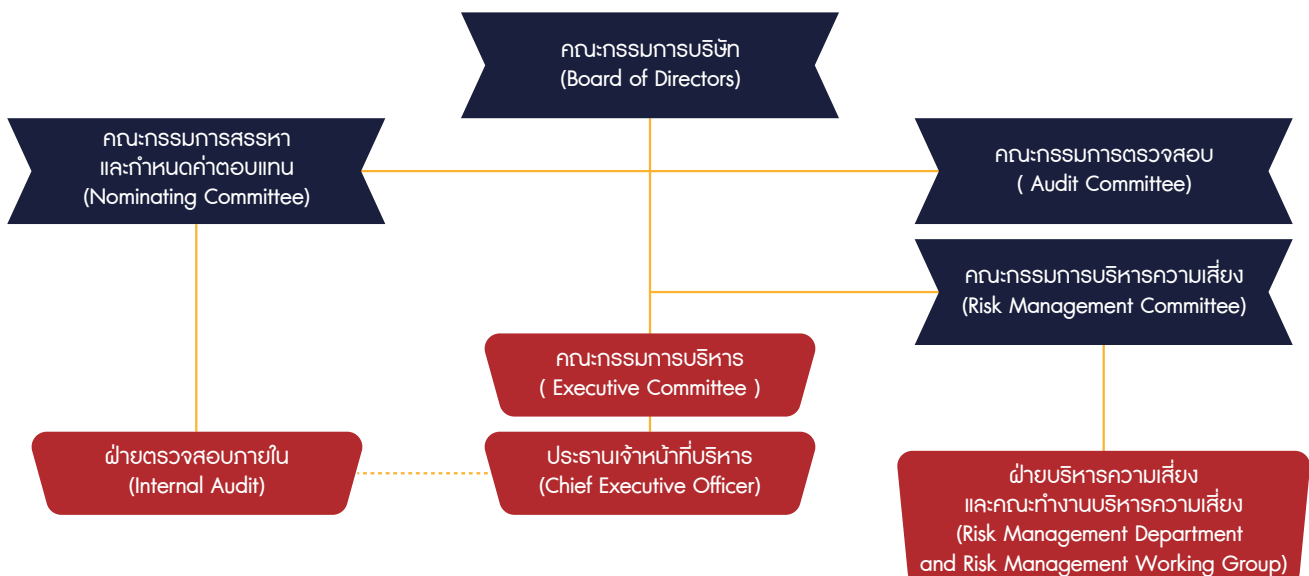 คณะกรรมการบริษัท
(Board of Directors)
คณะกรรมการสรรหา
และกำหนดค่าตอบแทน
(Nominating Committee)
คณะกรรมการตรวจสอบ
( Audit Committee)
คณะกรรมการบริหารความเสี่ยง
(Risk Management Committee)
คณะกรรมการบริหาร
( Executive Committee )
ฝ่ายตรวจสอบภายใน
(Internal Audit)
ประธานเจ้าหน้าที่บริหาร
(Chief Executive Officer)
ฝ่ายบริหารความเสี่ยง
และคณะทำงานบริหารความเสี่ยง
(Risk Management Department
and Risk Management Working Group)